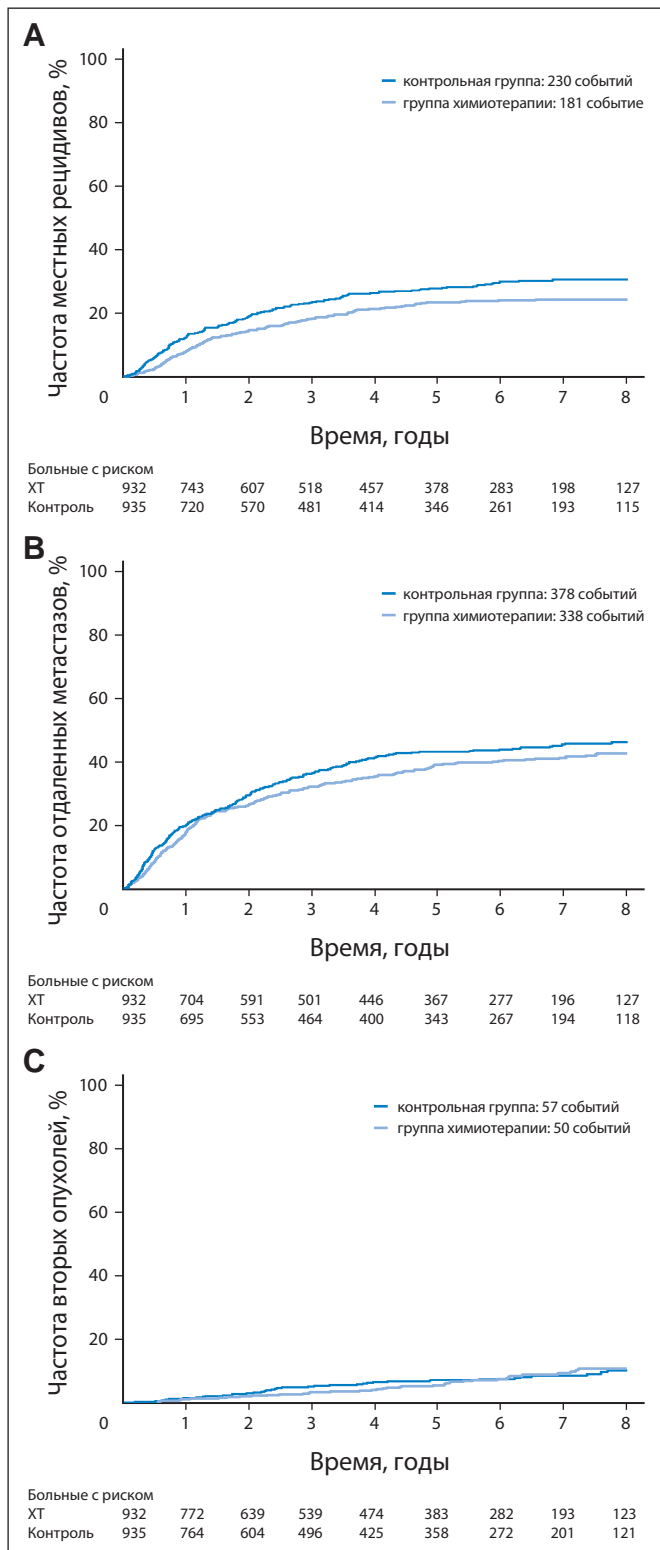 A
Частота местных рецидивов, %
100
80
60
40
20
0
контрольная группа: 230 событий
группа химиотерапии: 181 событие
1 2 3 4 5 6 7 8
Время, годы
Больные с риском
ХТ 932 743 607 518 457 378 283 198 127
Контроль 935 720 570 481 414 346 261 193 115
B
Частота отдаленных метастазов, %
100
80
60
40
20
0
контрольная группа: 378 событий
группа химиотерапии: 338 событий
1 2 3 4 5 6 7 8
Время, годы
Больные с риском
ХТ 932 704 591 501 446 367 277 196 127
Контроль 935 695 553 464 400 343 267 194 118
C
Частота вторых опухолей, %
100
80
60
40
20
0
контрольная группа: 57 событий
группа химиотерапии: 50 событий
1 2 3 4 5 6 7 8
Время, годы
Больные с риском
ХТ 932 772 639 539 474 383 282 193 123
Контроль 935 764 604 496 425 358 272 201 121